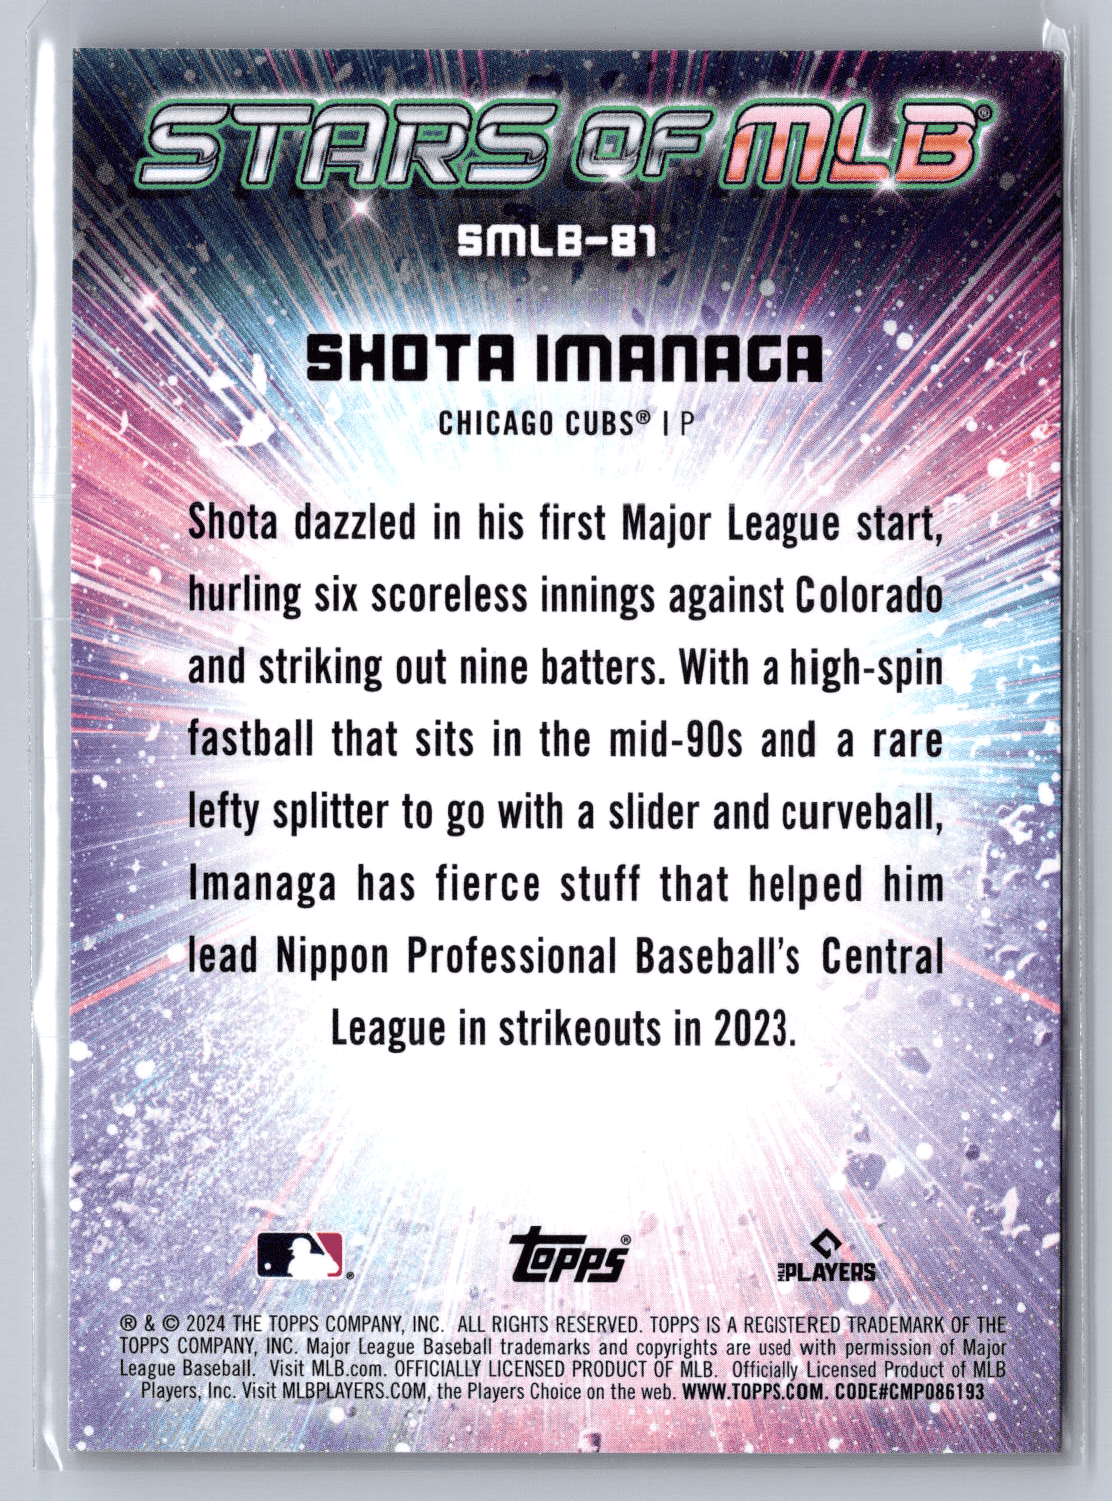 STARS OF MLB®
SMLB-81
SHOTA IMANAGA
CHICAGO CUBS® | P
Shota dazzled in his first Major League start,
hurling six scoreless innings against Colorado
and striking out nine batters. With a high-spin
fastball that sits in the mid-90s and a rare
lefty splitter to go with a slider and curveball,
Imanaga has fierce stuff that helped him
lead Nippon Professional Baseball's Central
League in strikeouts in 2023.
®
topps®
MLB PLAYERS
® & © 2024 THE TOPPS COMPANY, INC. ALL RIGHTS RESERVED. TOPPS IS A REGISTERED TRADEMARK OF THE
TOPPS COMPANY, INC. Major League Baseball trademarks and copyrights are used with permission of Major
League Baseball. Visit MLB.com. OFFICIALLY LICENSED PRODUCT OF MLB. Officially Licensed Product of MLB
Players, Inc. Visit MLBPLAYERS.COM, the Players Choice on the web. WWW.TOPPS.COM. CODE#CMP086193